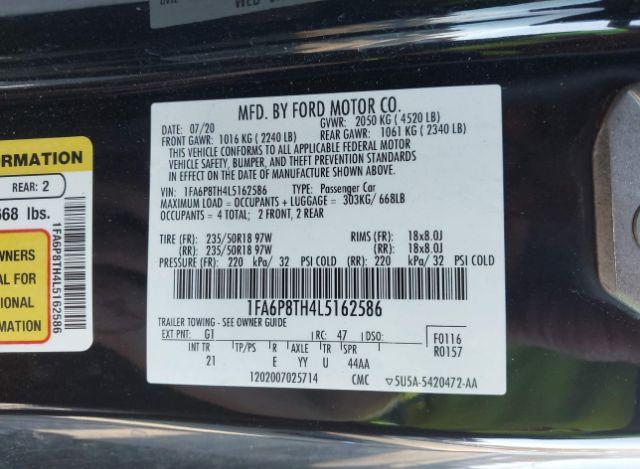 MFD. BY FORD MOTOR CO.
DATE: 07/20 GVWR: 2050 KG ( 4520 LB)
FRONT GAWR: 1016 KG ( 2240 LB) REAR GAWR: 1061 KG ( 2340 LB)
THIS VEHICLE CONFORMS TO ALL APPLICABLE FEDERAL MOTOR
VEHICLE SAFETY, BUMPER, AND THEFT PREVENTION STANDARDS
IN EFFECT ON THE DATE OF MANUFACTURE SHOWN ABOVE.
VIN: 1FA6P8TH4L5162586 TYPE: Passenger Car
MAXIMUM LOAD = OCCUPANTS + LUGGAGE = 303KG/ 668LB
OCCUPANTS = 4 TOTAL; 2 FRONT, 2 REAR
TIRE (FR): 235/50R18 97W RIMS (FR): 18x8.0J
(RR): 235/50R18 97W (RR): 18x8.0J
PRESSURE (FR): 220 kPa/ 32 PSI COLD (RR): 220 kPa/ 32 PSI COLD
1FA6P8TH4L5162586
TRAILER TOWING - SEE OWNER GUIDE
EXT PNT: G1 RC: 47 DSO: F0116
INT TR TP/PS R AXLE TR SPR R0157
21 E YY U 44AA
1202007025714 CMC ▽5U5A-5420472-AA
ORMATION
REAR: 2
668 lbs.
OWNERS
AL FOR
IONAL
RMATION
1FA6P8TH4L5162586